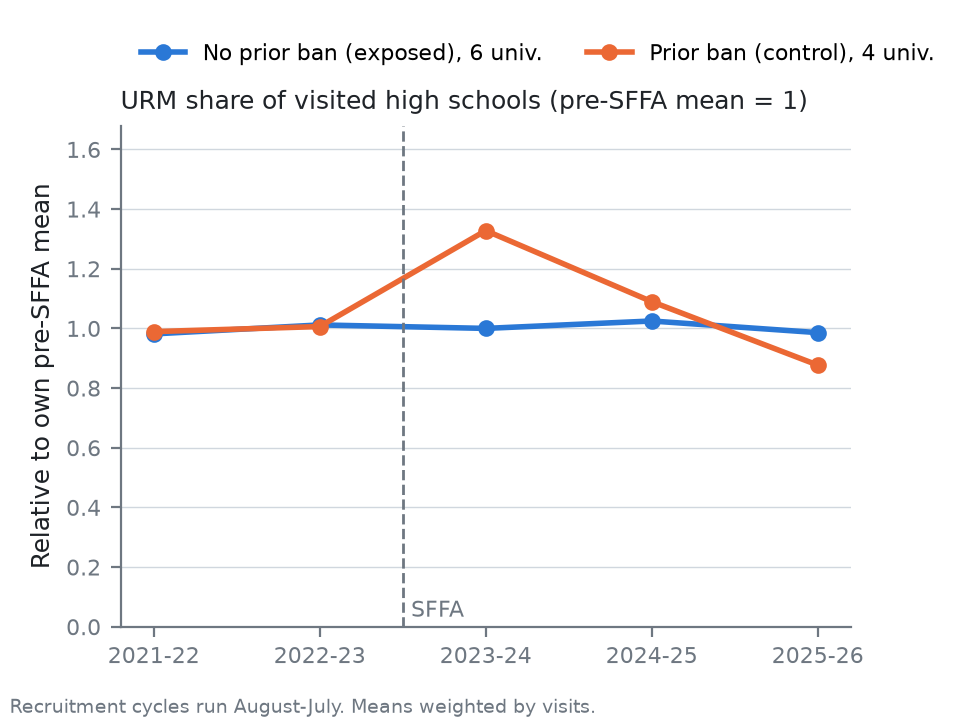 No prior ban (exposed), 6 univ.
Prior ban (control), 4 univ.
URM share of visited high schools (pre-SFFA mean = 1)
Relative to own pre-SFFA mean
1.6
1.4
1.2
1.0
0.8
0.6
0.4
0.2
0.0
SFFA
2021-22
2022-23
2023-24
2024-25
2025-26
Recruitment cycles run August-July. Means weighted by visits.